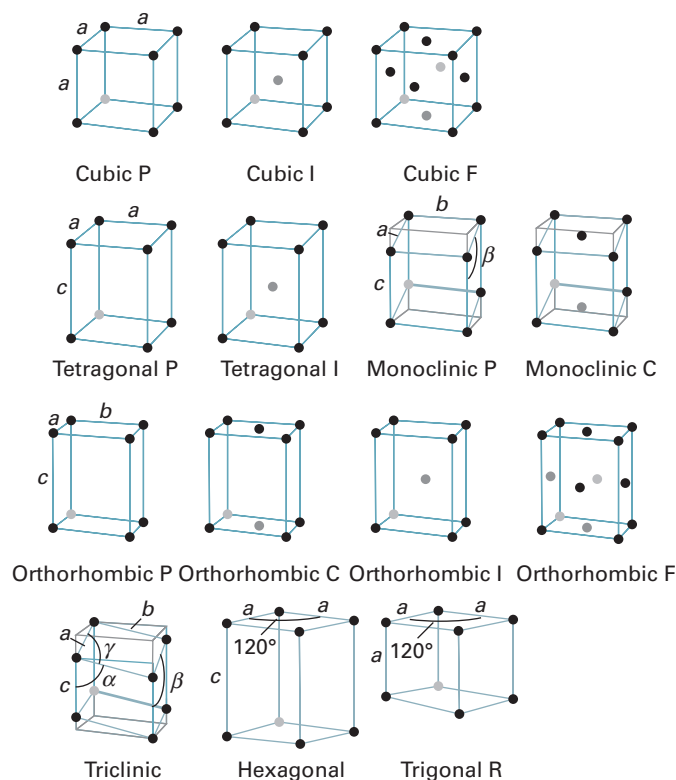 a a
a
Cubic P Cubic I Cubic F
a a
c
b
a
β
c
Tetragonal P Tetragonal I Monoclinic P Monoclinic C
a b
c
Orthorhombic P Orthorhombic C Orthorhombic I Orthorhombic F
b
a
γ
c α β
a a
120°
c
a a
120°
a
Triclinic Hexagonal Trigonal R